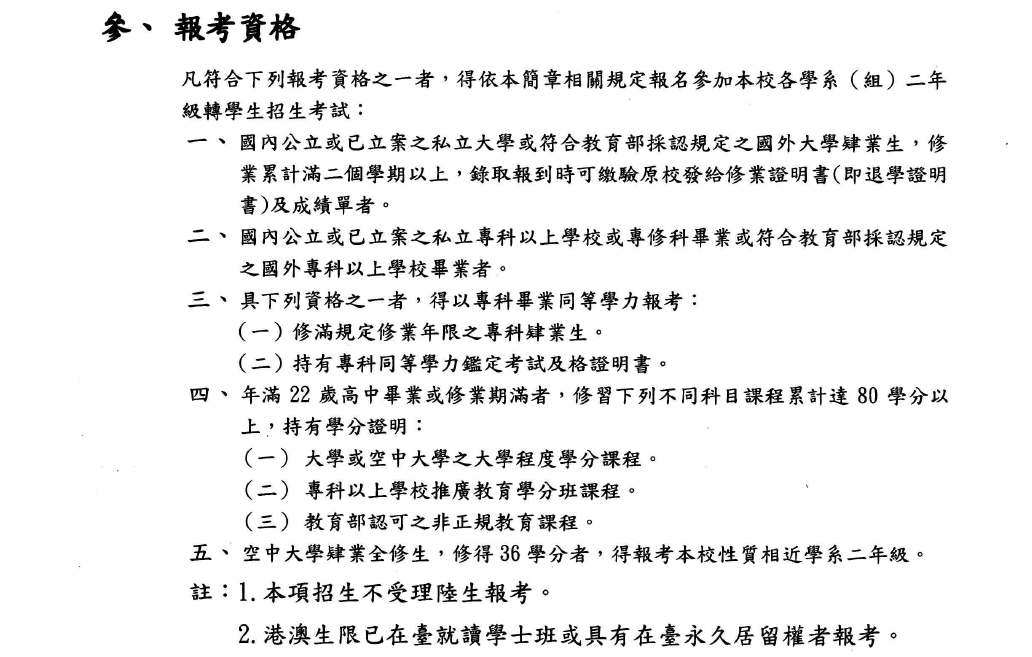 參、報考資格
凡符合下列報考資格之一者，得依本簡章相關規定報名參加本校各學系（組）二年
級轉學生招生考試：
一、國內公立或已立案之私立大學或符合教育部採認規定之國外大學肄業生，修
業累計滿二個學期以上，錄取報到時可繳驗原校發給修業證明書(即退學證明
書)及成績單者。
二、國內公立或已立案之私立專科以上學校或專修科畢業或符合教育部採認規定
之國外專科以上學校畢業者。
三、具下列資格之一者，得以專科畢業同等學力報考：
（一）修滿規定修業年限之專科肄業生。
（二）持有專科同等學力鑑定考試及格證明書。
四、年滿 22 歲高中畢業或修業期滿者，修習下列不同科目課程累計達 80 學分以
上，持有學分證明：
（一） 大學或空中大學之大學程度學分課程。
（二） 專科以上學校推廣教育學分班課程。
（三） 教育部認可之非正規教育課程。
五、空中大學肄業全修生，修得 36 學分者，得報考本校性質相近學系二年級。
註：1. 本項招生不受理陸生報考。
2. 港澳生限已在臺就讀學士班或具有在臺永久居留權者報考。